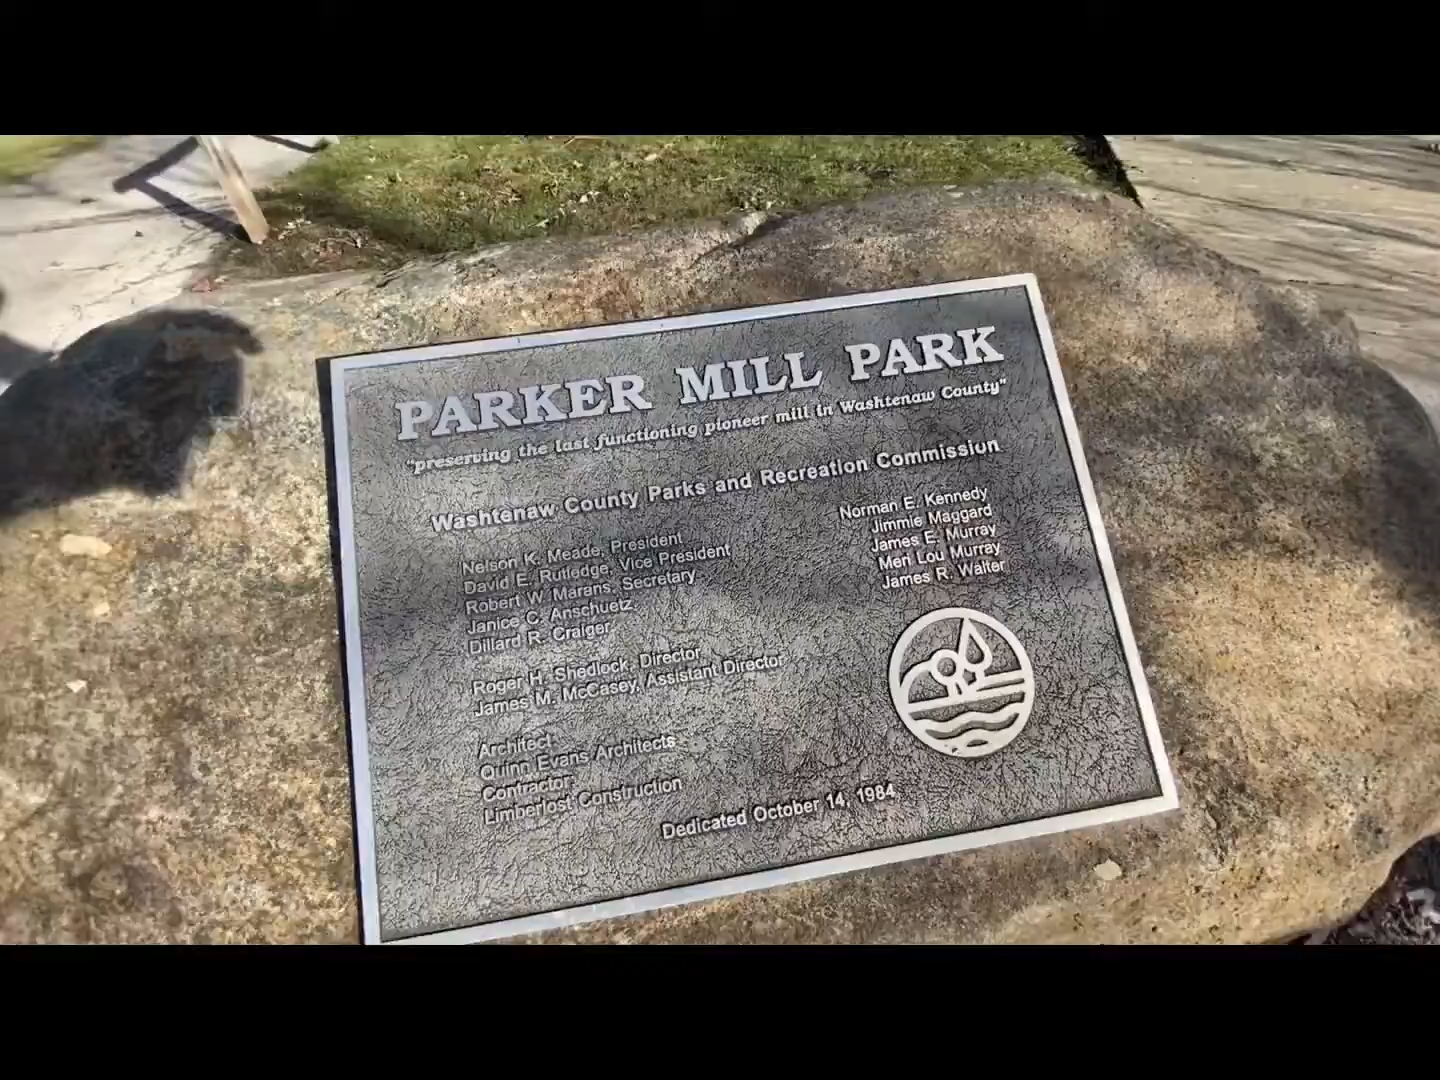 PARKER MILL PARK
"preserving the last functioning pioneer mill in Washtenaw County"
Washtenaw County Parks and Recreation Commission
Nelson K. Meade, President
David E. Rutledge, Vice President
Robert W. Marans, Secretary
Janice C. Anschuetz
Dillard R. Craiger
Norman E. Kennedy
Jimmie Maggard
James E. Murray
Meri Lou Murray
James R. Walter
Roger H. Shedlock, Director
James M. McCasey, Assistant Director
Architect
Quinn Evans Architects
Contractor
Limberlost Construction
Dedicated October 14, 1984